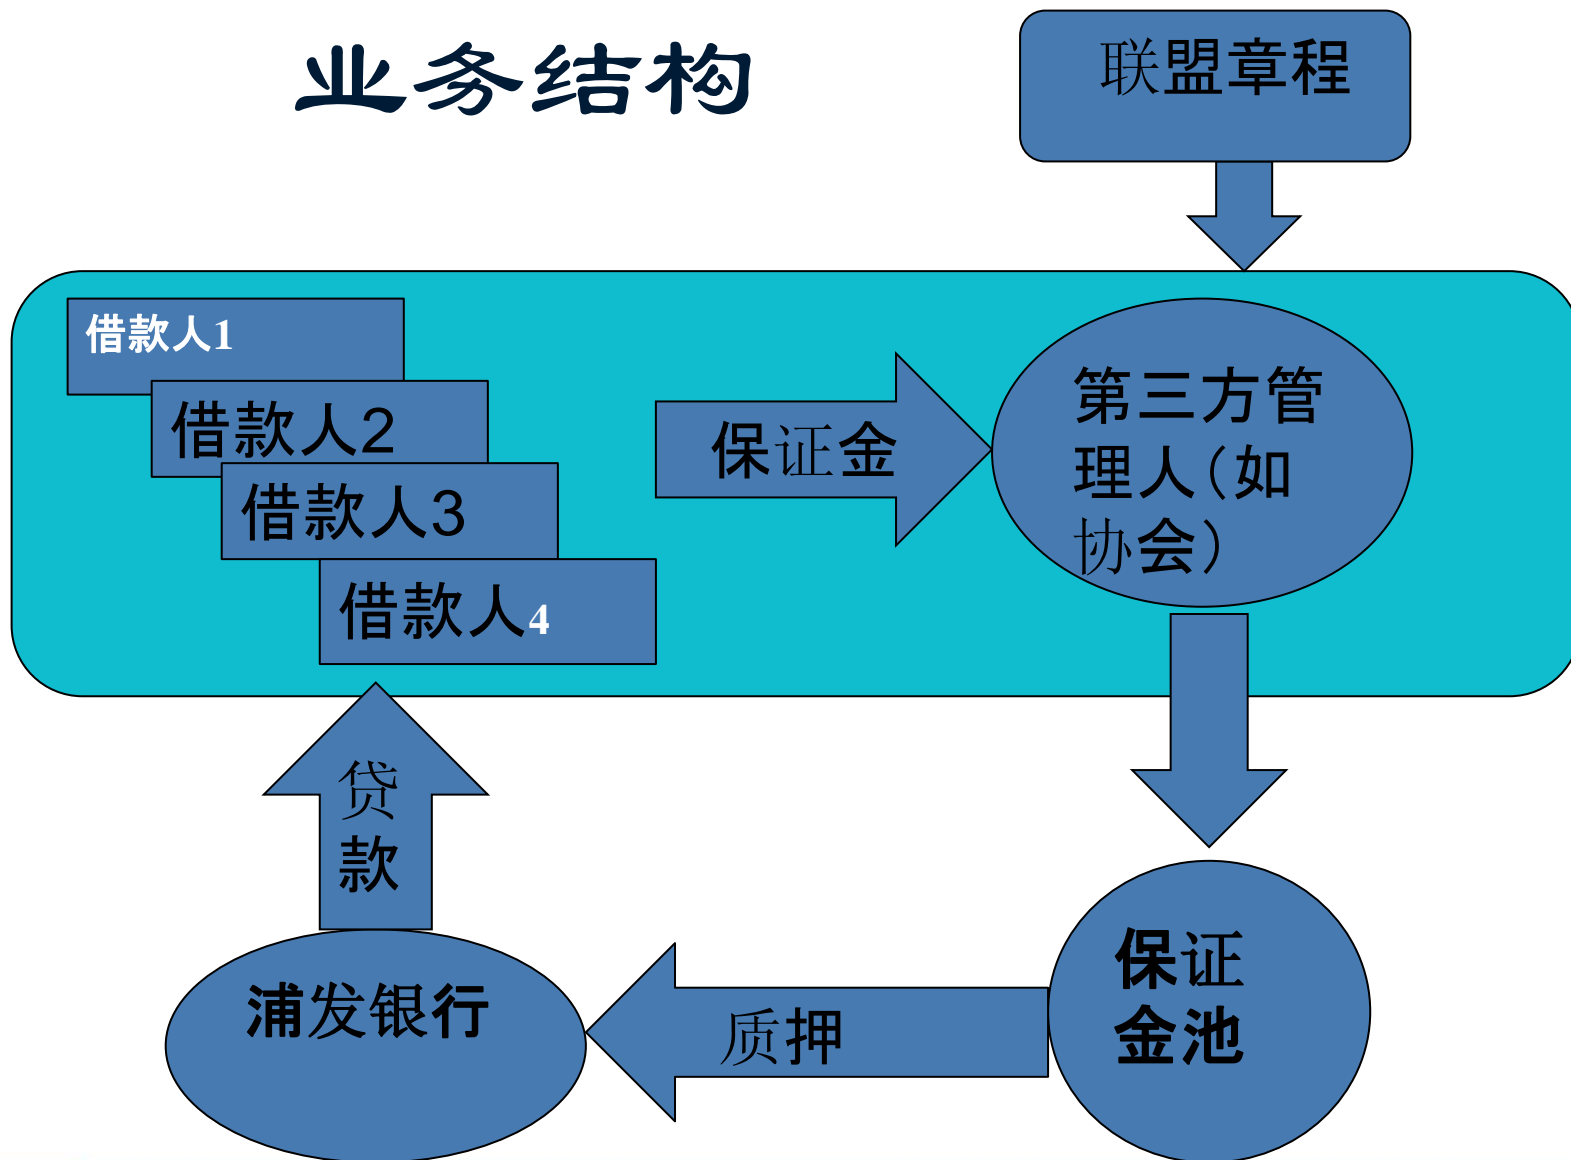 业务结构
联盟章程
借款人1
借款人2
借款人3
借款人4
保证金
第三方管
理人（如
协会）
贷
款
浦发银行
质押
保证
金池